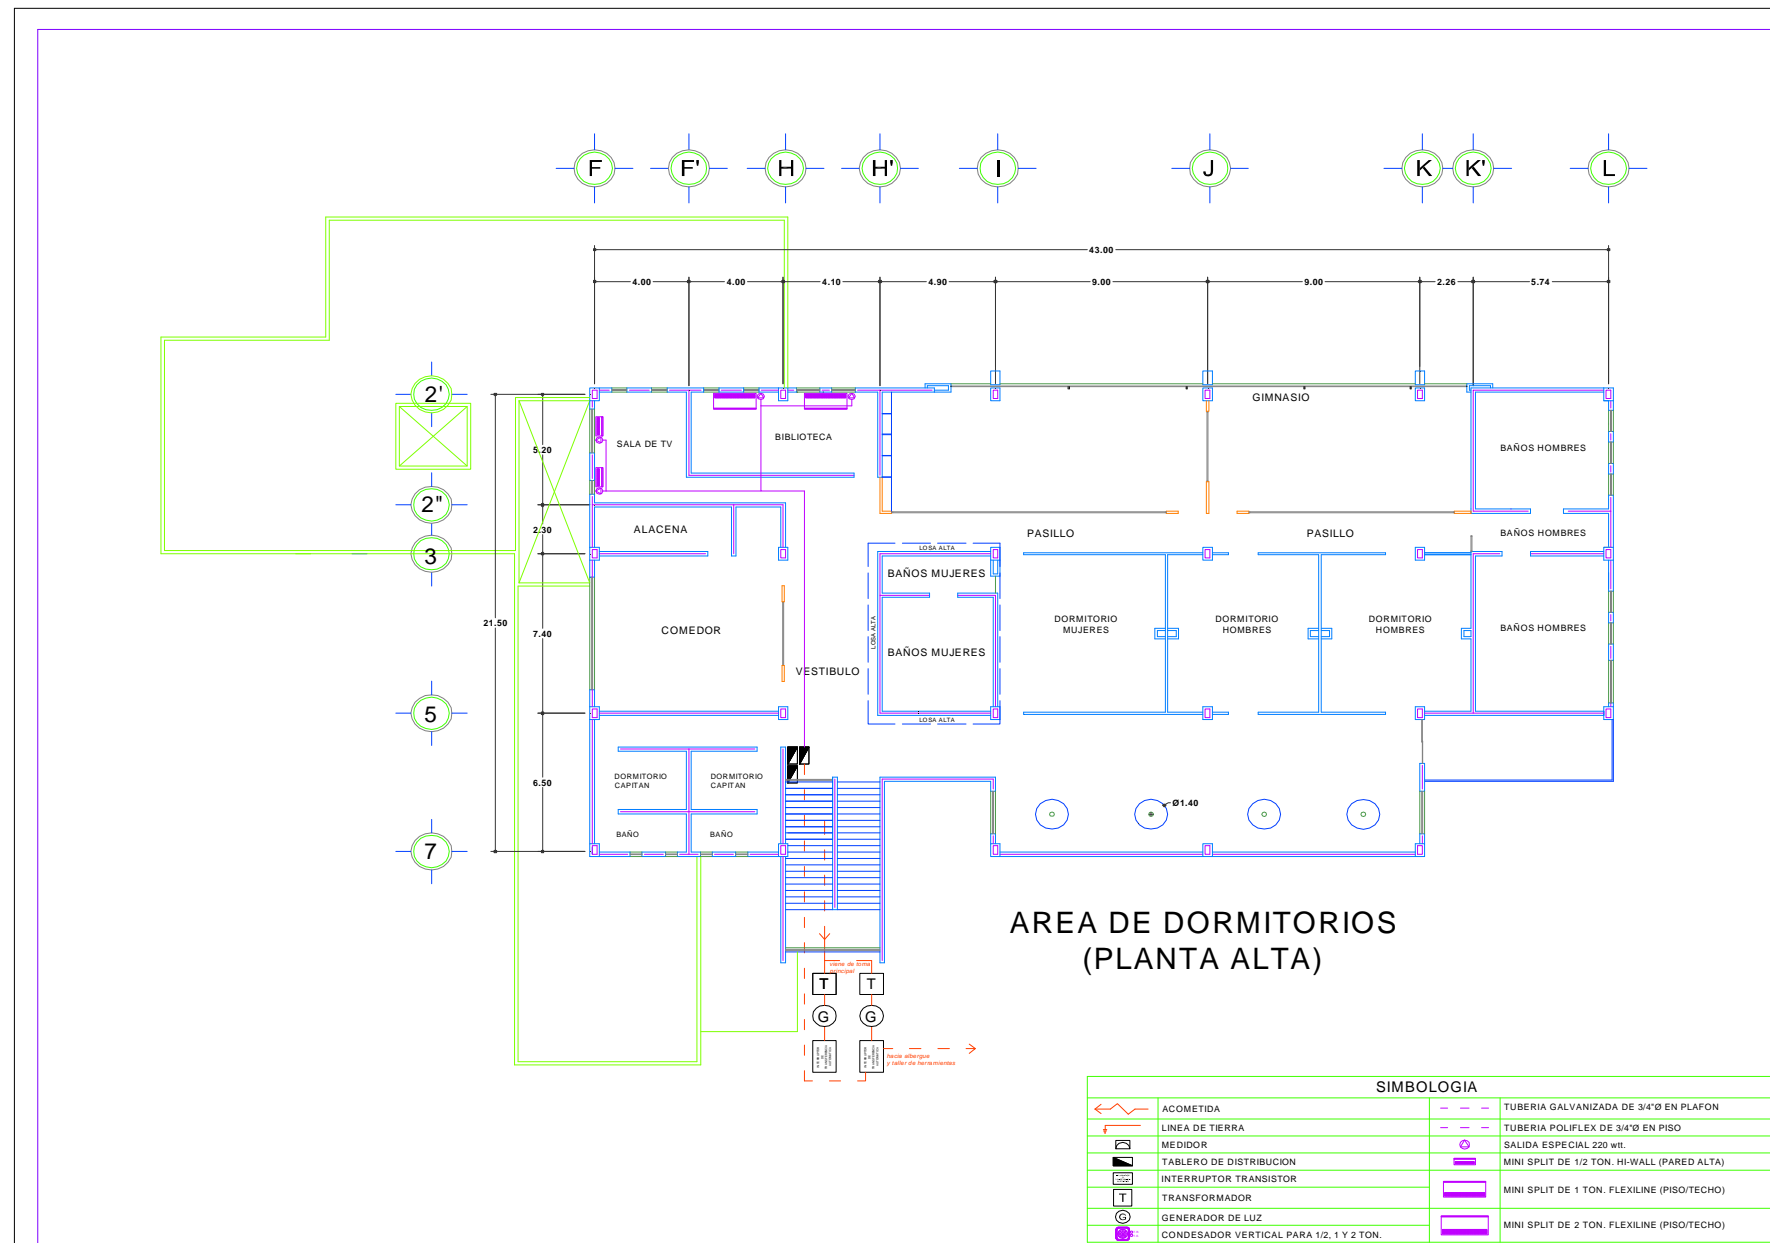 F F' H H' I J K K' L
43.00
4.00 4.00 4.10 4.90 9.00 9.00 2.26 5.74
2'
2"
3
5
7
5.20
2.30
21.50
7.40
6.50
GIMNASIO
SALA DE TV
BIBLIOTECA
BAÑOS HOMBRES
ALACENA
PASILLO
PASILLO
BAÑOS HOMBRES
LOSA ALTA
BAÑOS MUJERES
COMEDOR
LOSA ALTA
DORMITORIO
MUJERES
DORMITORIO
HOMBRES
DORMITORIO
HOMBRES
BAÑOS HOMBRES
BAÑOS MUJERES
VESTIBULO
LOSA ALTA
DORMITORIO
CAPITAN
DORMITORIO
CAPITAN
BAÑO
BAÑO
Ø1.40
AREA DE DORMITORIOS
(PLANTA ALTA)
viene de toma
principal
T T
G G
hacia albergue
y taller de herramientas
SIMBOLOGIA
ACOMETIDA
LINEA DE TIERRA
MEDIDOR
TABLERO DE DISTRIBUCION
INTERRUPTOR TRANSISTOR
T TRANSFORMADOR
G GENERADOR DE LUZ
CONDESADOR VERTICAL PARA 1/2, 1 Y 2 TON.
TUBERIA GALVANIZADA DE 3/4"Ø EN PLAFON
TUBERIA POLIFLEX DE 3/4"Ø EN PISO
SALIDA ESPECIAL 220 wtt.
MINI SPLIT DE 1/2 TON. HI-WALL (PARED ALTA)
MINI SPLIT DE 1 TON. FLEXILINE (PISO/TECHO)
MINI SPLIT DE 2 TON. FLEXILINE (PISO/TECHO)